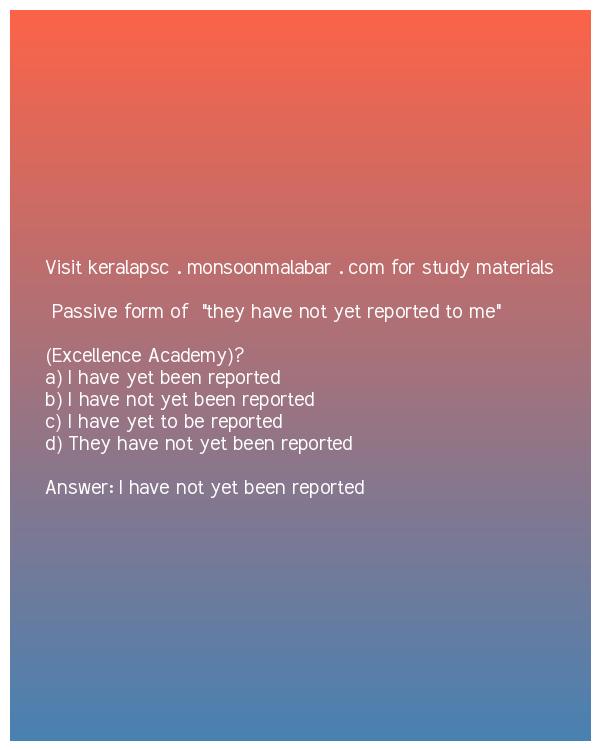 Visit keralapsc . monsoonmalabar . com for study materials
Passive form of "they have not yet reported to me"
(Excellence Academy)?
a) I have yet been reported
b) I have not yet been reported
c) I have yet to be reported
d) They have not yet been reported
Answer: I have not yet been reported